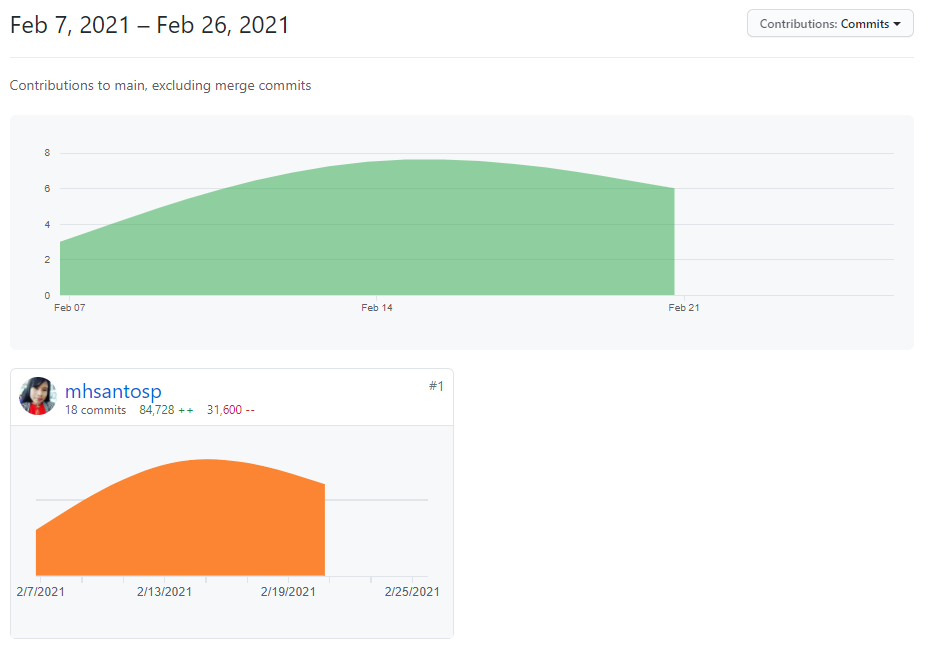 Feb 7, 2021 – Feb 26, 2021
Contributions: Commits
Contributions to main, excluding merge commits
8
6
4
2
0
Feb 07 Feb 14 Feb 21
mhsantosp #1
18 commits 84,728 ++ 31,600 --
2/7/2021 2/13/2021 2/19/2021 2/25/2021